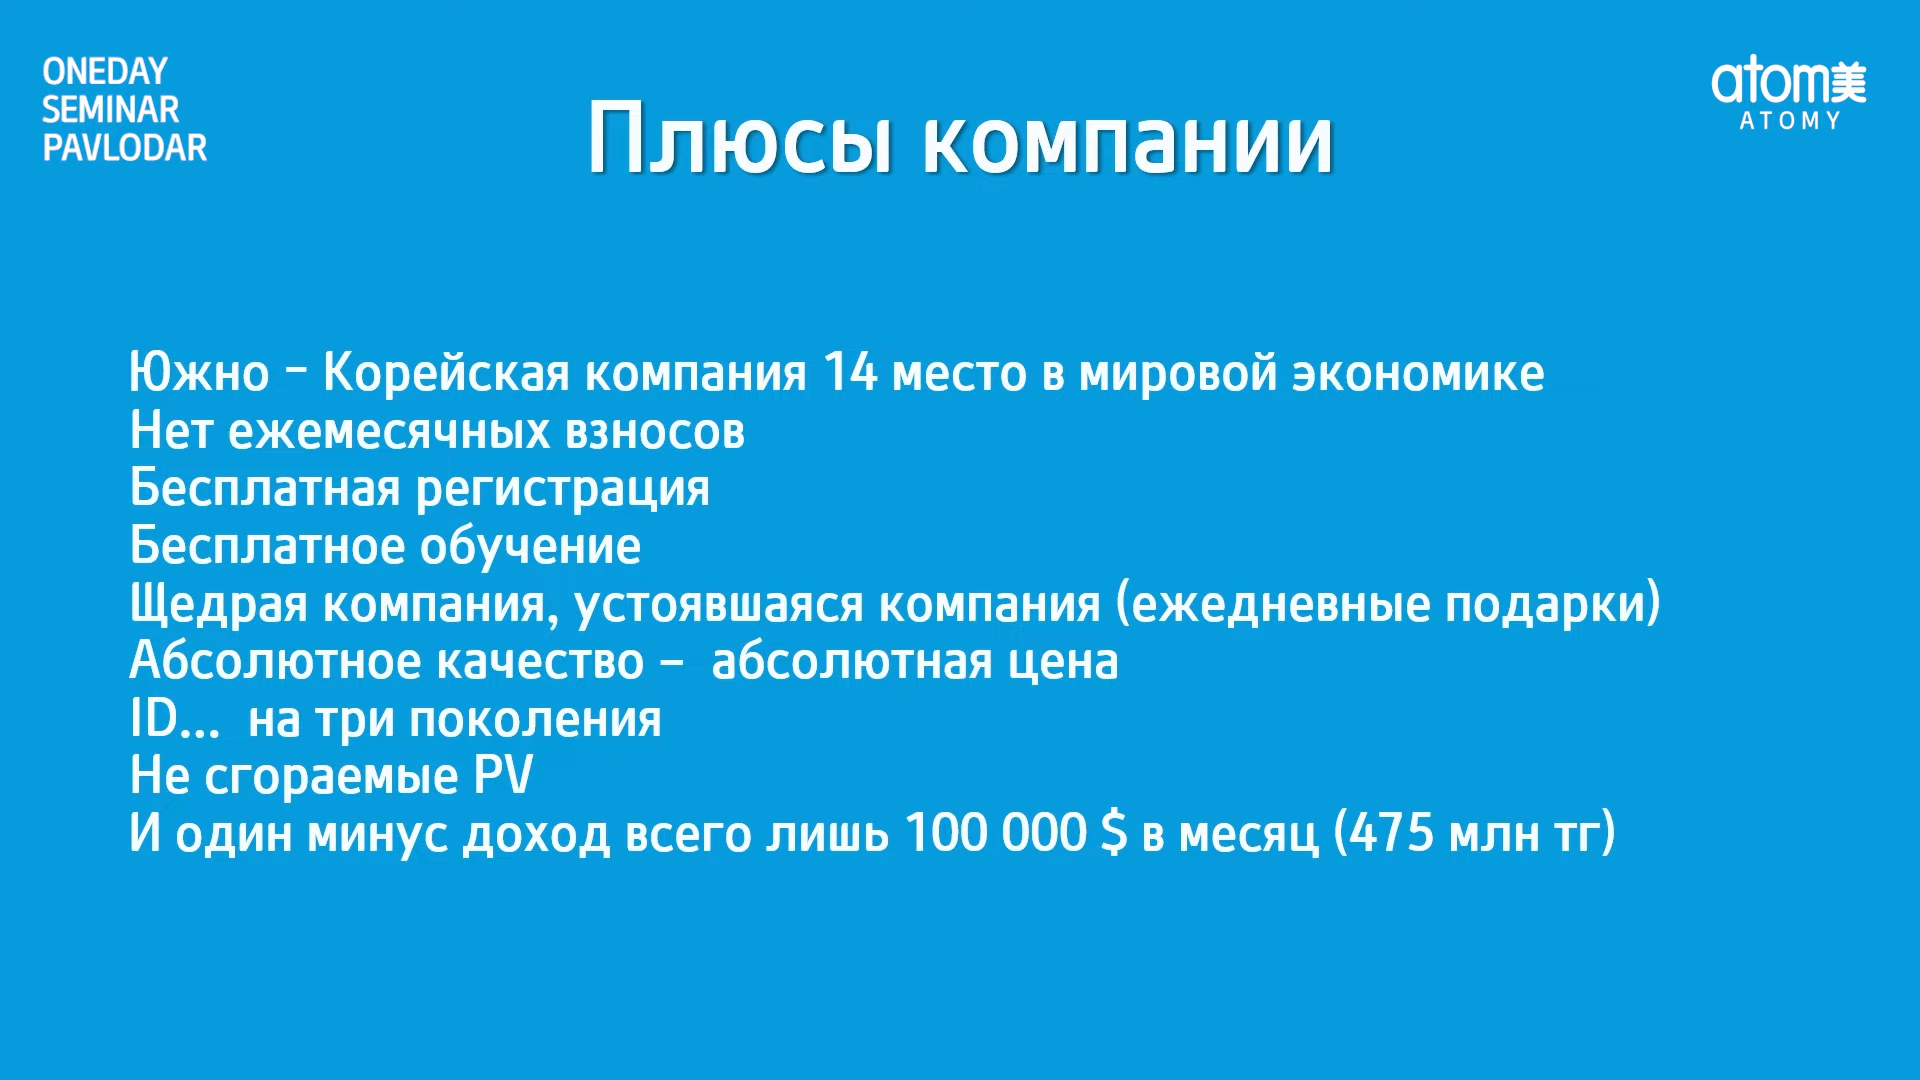 ONEDAY
SEMINAR
PAVLODAR
atom美
ATOMY
Плюсы компании
Южно - Корейская компания 14 место в мировой экономике
Нет ежемесячных взносов
Бесплатная регистрация
Бесплатное обучение
Щедрая компания, устоявшаяся компания (ежедневные подарки)
Абсолютное качество –  абсолютная цена
ID...  на три поколения
Не сгораемые PV
И один минус доход всего лишь 100 000 $ в месяц (475 млн тг)